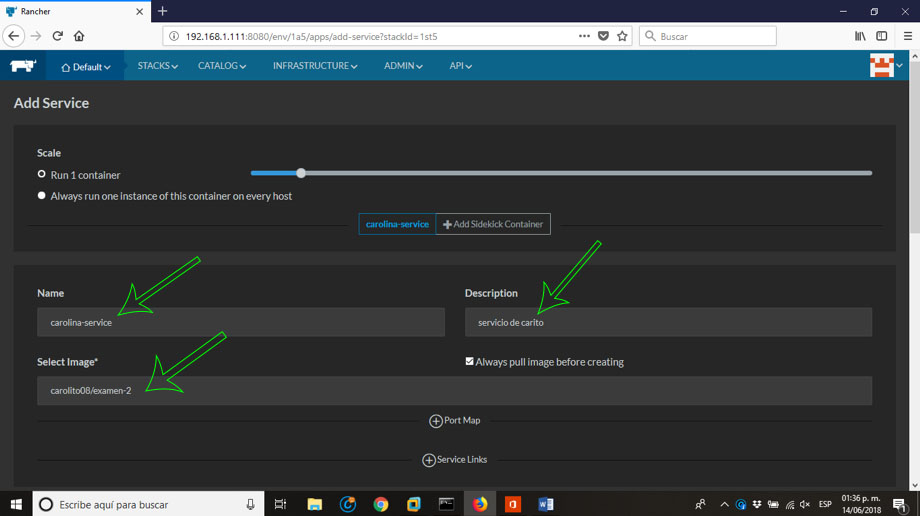 Rancher
192.168.1.111:8080/env/1a5/apps/add-service?stackId=1st5
Buscar
Default
STACKS
CATALOG
INFRASTRUCTURE
ADMIN
API
Add Service
Scale
Run 1 container
Always run one instance of this container on every host
carolina-service
Add Sidekick Container
Name
Description
carolina-service
servicio de carito
Select Image*
Always pull image before creating
carolito08/examen-2
Port Map
Service Links
Escribe aquí para buscar
ESP
01:36 p. m.
14/06/2018
1